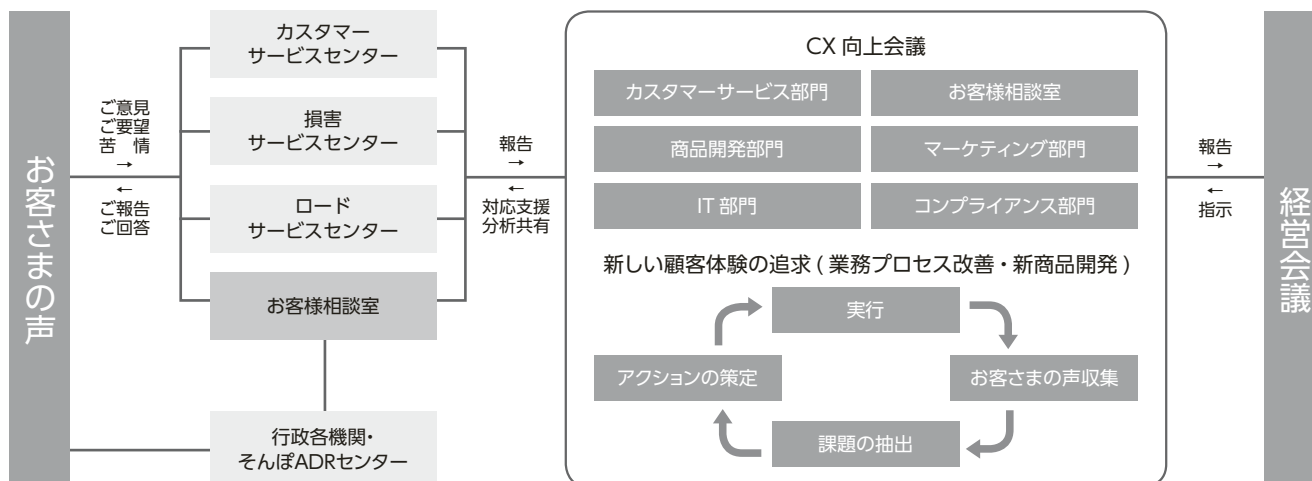 お客さまの声
ご意見
ご要望
苦　情
→
←
ご報告
ご回答
カスタマー
サービスセンター
損害
サービスセンター
ロード
サービスセンター
お客様相談室
行政各機関・
そんぽADRセンター
報告
→
←
対応支援
分析共有
CX 向上会議
カスタマーサービス部門
お客様相談室
商品開発部門
マーケティング部門
IT 部門
コンプライアンス部門
新しい顧客体験の追求 ( 業務プロセス改善・新商品開発 )
実行
アクションの策定
お客さまの声収集
課題の抽出
報告
→
←
指示
経営会議